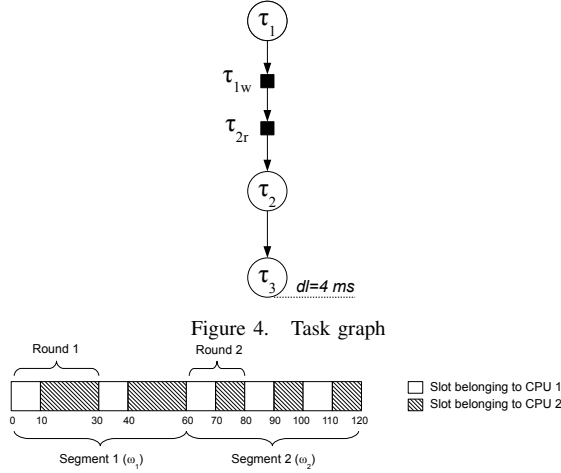 τ1
τ1w
τ2r
τ2
τ3
dl=4 ms
Figure 4. Task graph
Round 1
Round 2
Slot belonging to CPU 1
Slot belonging to CPU 2
0 10 30 40 60 70 80 90 100 110 120
Segment 1 (ω1)
Segment 2 (ω2)